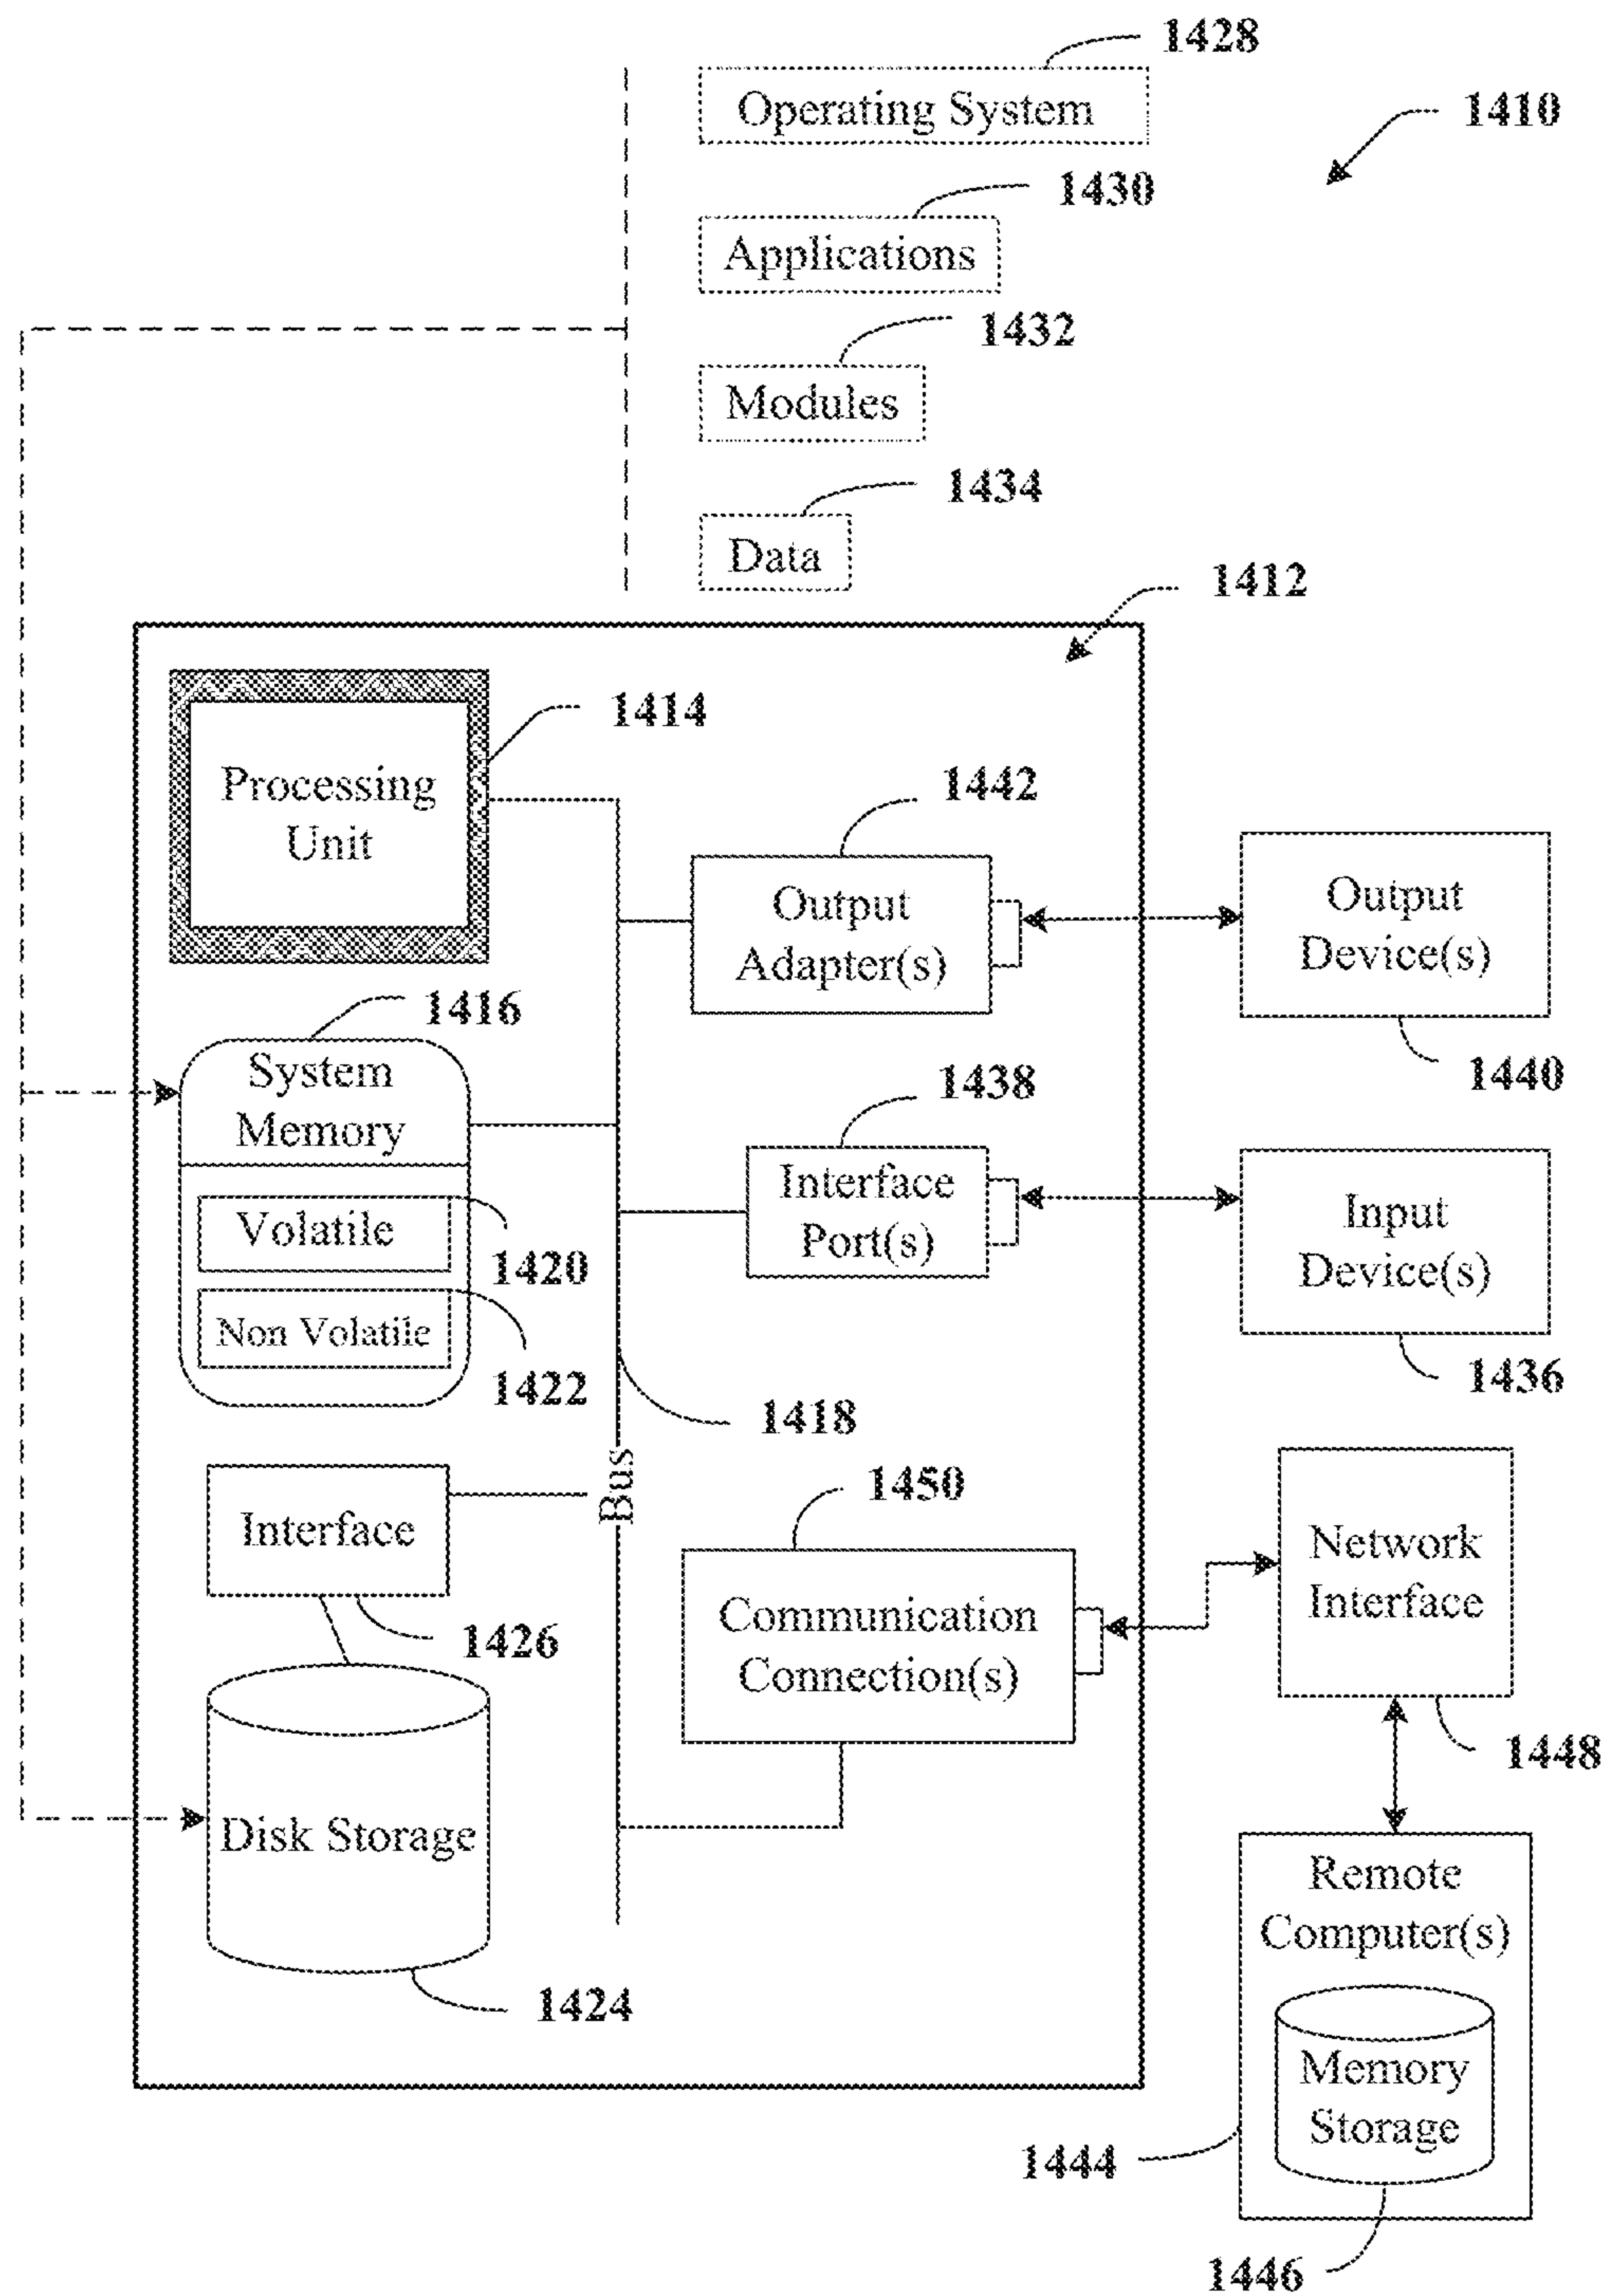 1428
Operating System
1410
1430
Applications
1432
Modules
1434
Data
1412
Processing
Unit
1414
1442
Output
Adapter(s)
Output
Device(s)
1440
1416
System
Memory
Volatile
1420
Non Volatile
1422
1438
Interface
Port(s)
Input
Device(s)
1436
1418
Bus
Interface
1426
1450
Communication
Connection(s)
Network
Interface
1448
Disk Storage
1424
Remote
Computer(s)
Memory
Storage
1444
1446